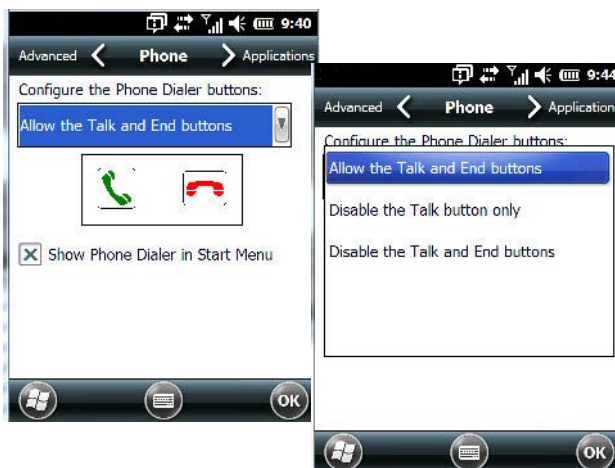 9:40
Advanced Phone Applications
Configure the Phone Dialer buttons:
Allow the Talk and End buttons
Show Phone Dialer in Start Menu
OK
9:44
Advanced Phone Application
Configure the Phone Dialer buttons:
Allow the Talk and End buttons
Disable the Talk button only
Disable the Talk and End buttons
OK